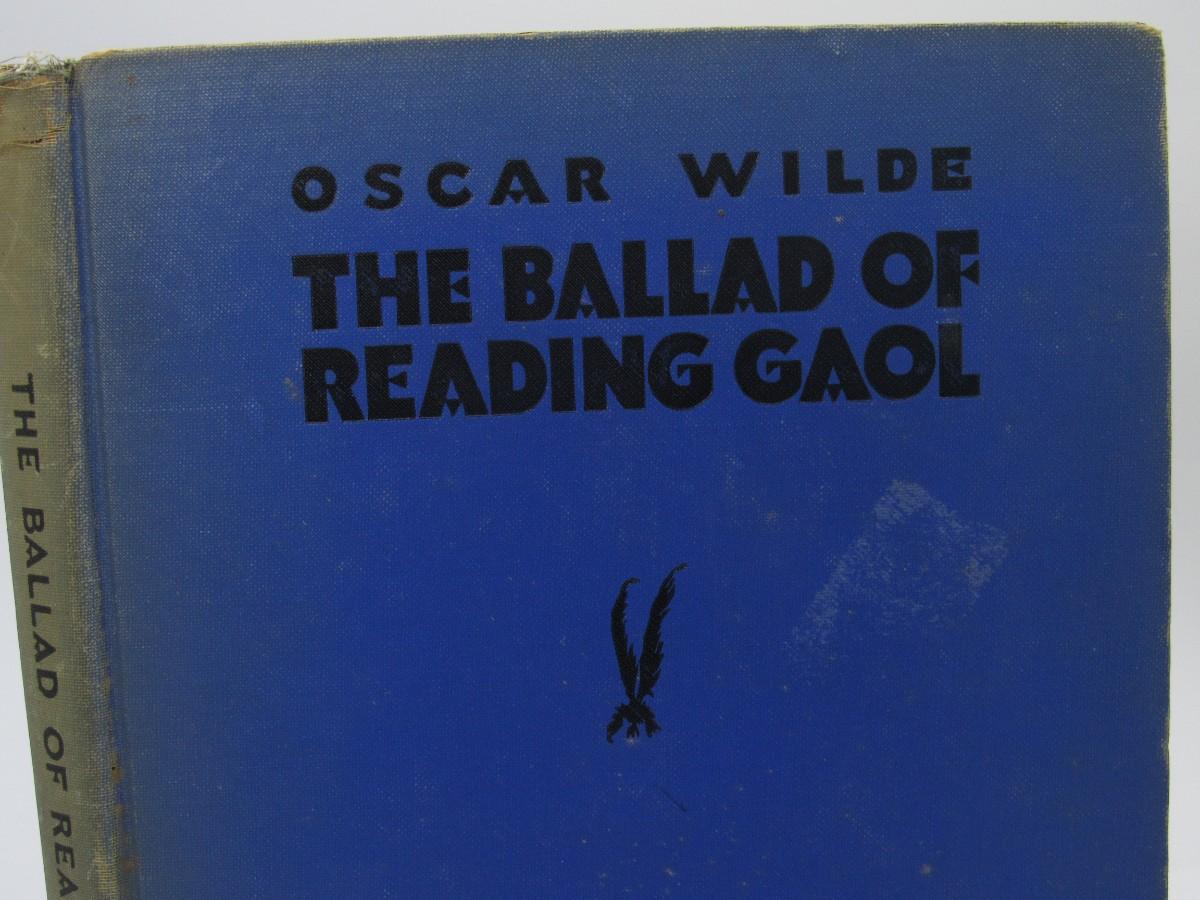 OSCAR WILDE
THE BALLAD OF
READING GAOL
THE BALLAD OF REA